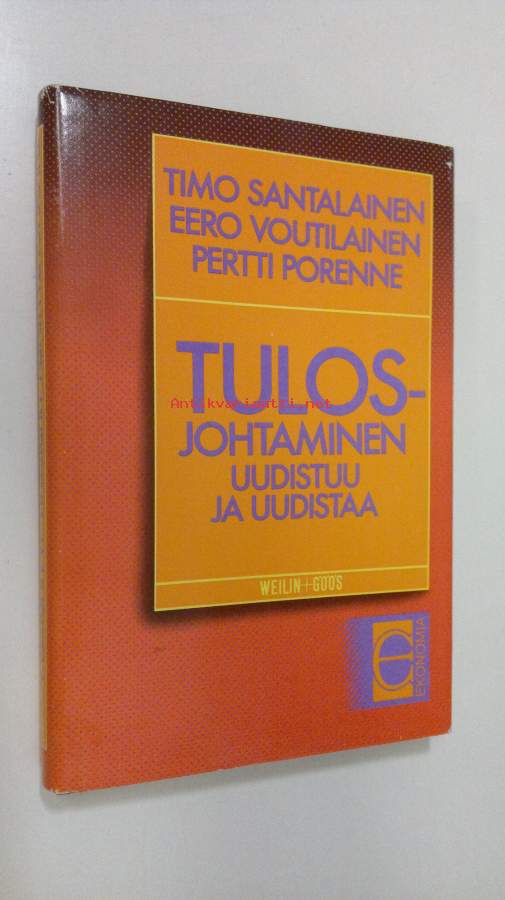 TIMO SANTALAINEN
EERO VOUTILAINEN
PERTTI PORENNE
TULOS-
Antikvariaatti.net
JOHTAMINEN
UUDISTUU
JA UUDISTAA
WEILIN+GÖÖS
EKONOMIA